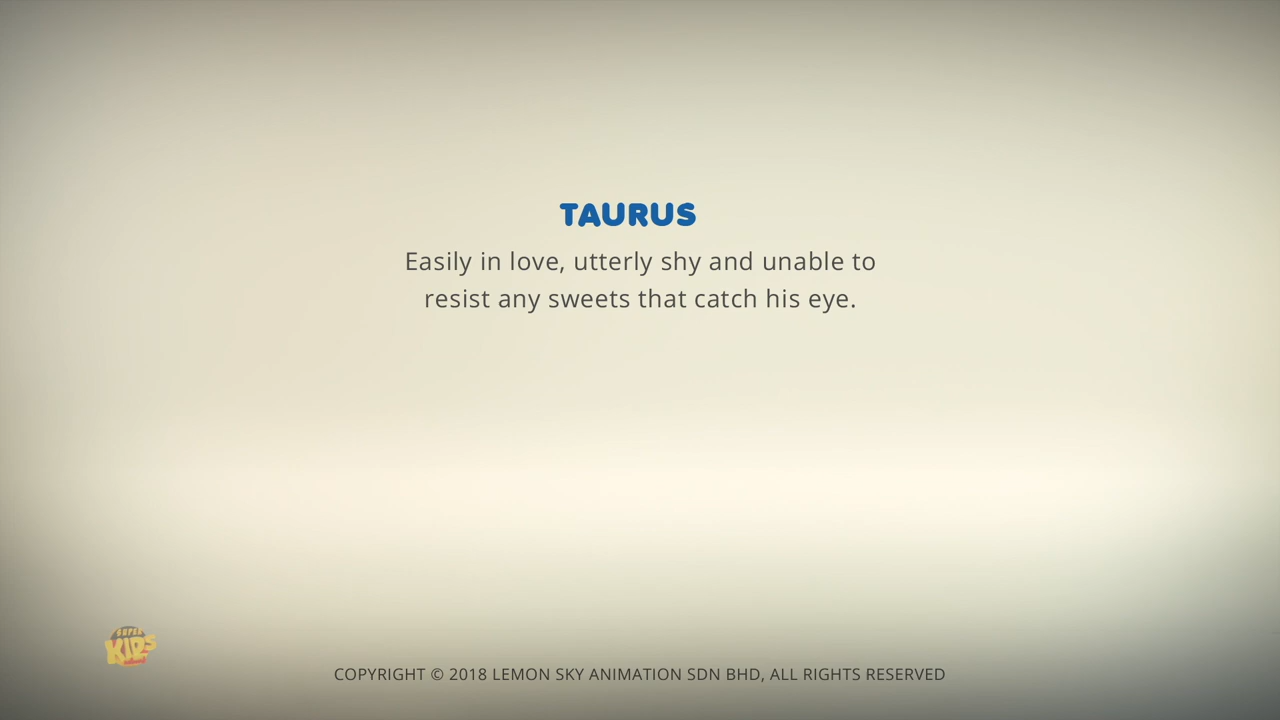 TAURUS
Easily in love, utterly shy and unable to
resist any sweets that catch his eye.
SUPER
KIDS
COPYRIGHT © 2018 LEMON SKY ANIMATION SDN BHD, ALL RIGHTS RESERVED